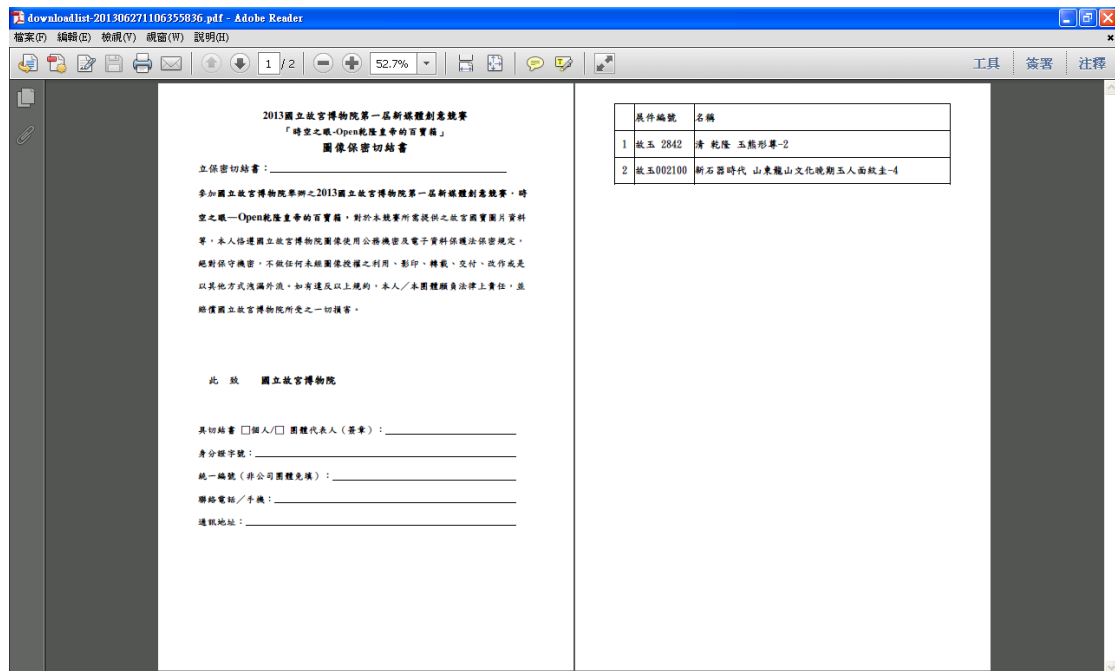 downloadlist-201306271106355836.pdf - Adobe Reader
檔案(F) 編輯(E) 檢視(V) 視窗(W) 說明(H)
1 / 2 52.7% 工具 簽署 注釋
2013國立故宮博物院第一屆新媒體創意競賽
「時空之眼-Open乾隆皇帝的百寶箱」
圖像保密切結書
立保密切結書：
參加國立故宮博物院舉辦之2013國立故宮博物院第一屆新媒體創意競賽，時
空之眼—Open乾隆皇帝的百寶箱，對於本競賽所需提供之故宮國寶圖片資料
等，本人恪遵國立故宮博物院圖像使用公務機密及電子資料保護法保密規定，
絕對保守機密，不做任何未經圖像授權之利用、影印、轉載、交付、改作或是
以其他方式洩漏外流。如有違反以上規約，本人／本團體願負法律上責任，並
賠償國立故宮博物院所受之一切損害。
此 致 國立故宮博物院
具切結書 □個人/□ 團體代表人（簽章）：
身分證字號：
統一編號（非公司團體免填）：
聯絡電話／手機：
通訊地址：
展件編號 名稱
1 故玉 2842 清 乾隆 玉熊形尊-2
2 故玉002100 新石器時代 山東龍山文化晚期玉人面紋圭-4